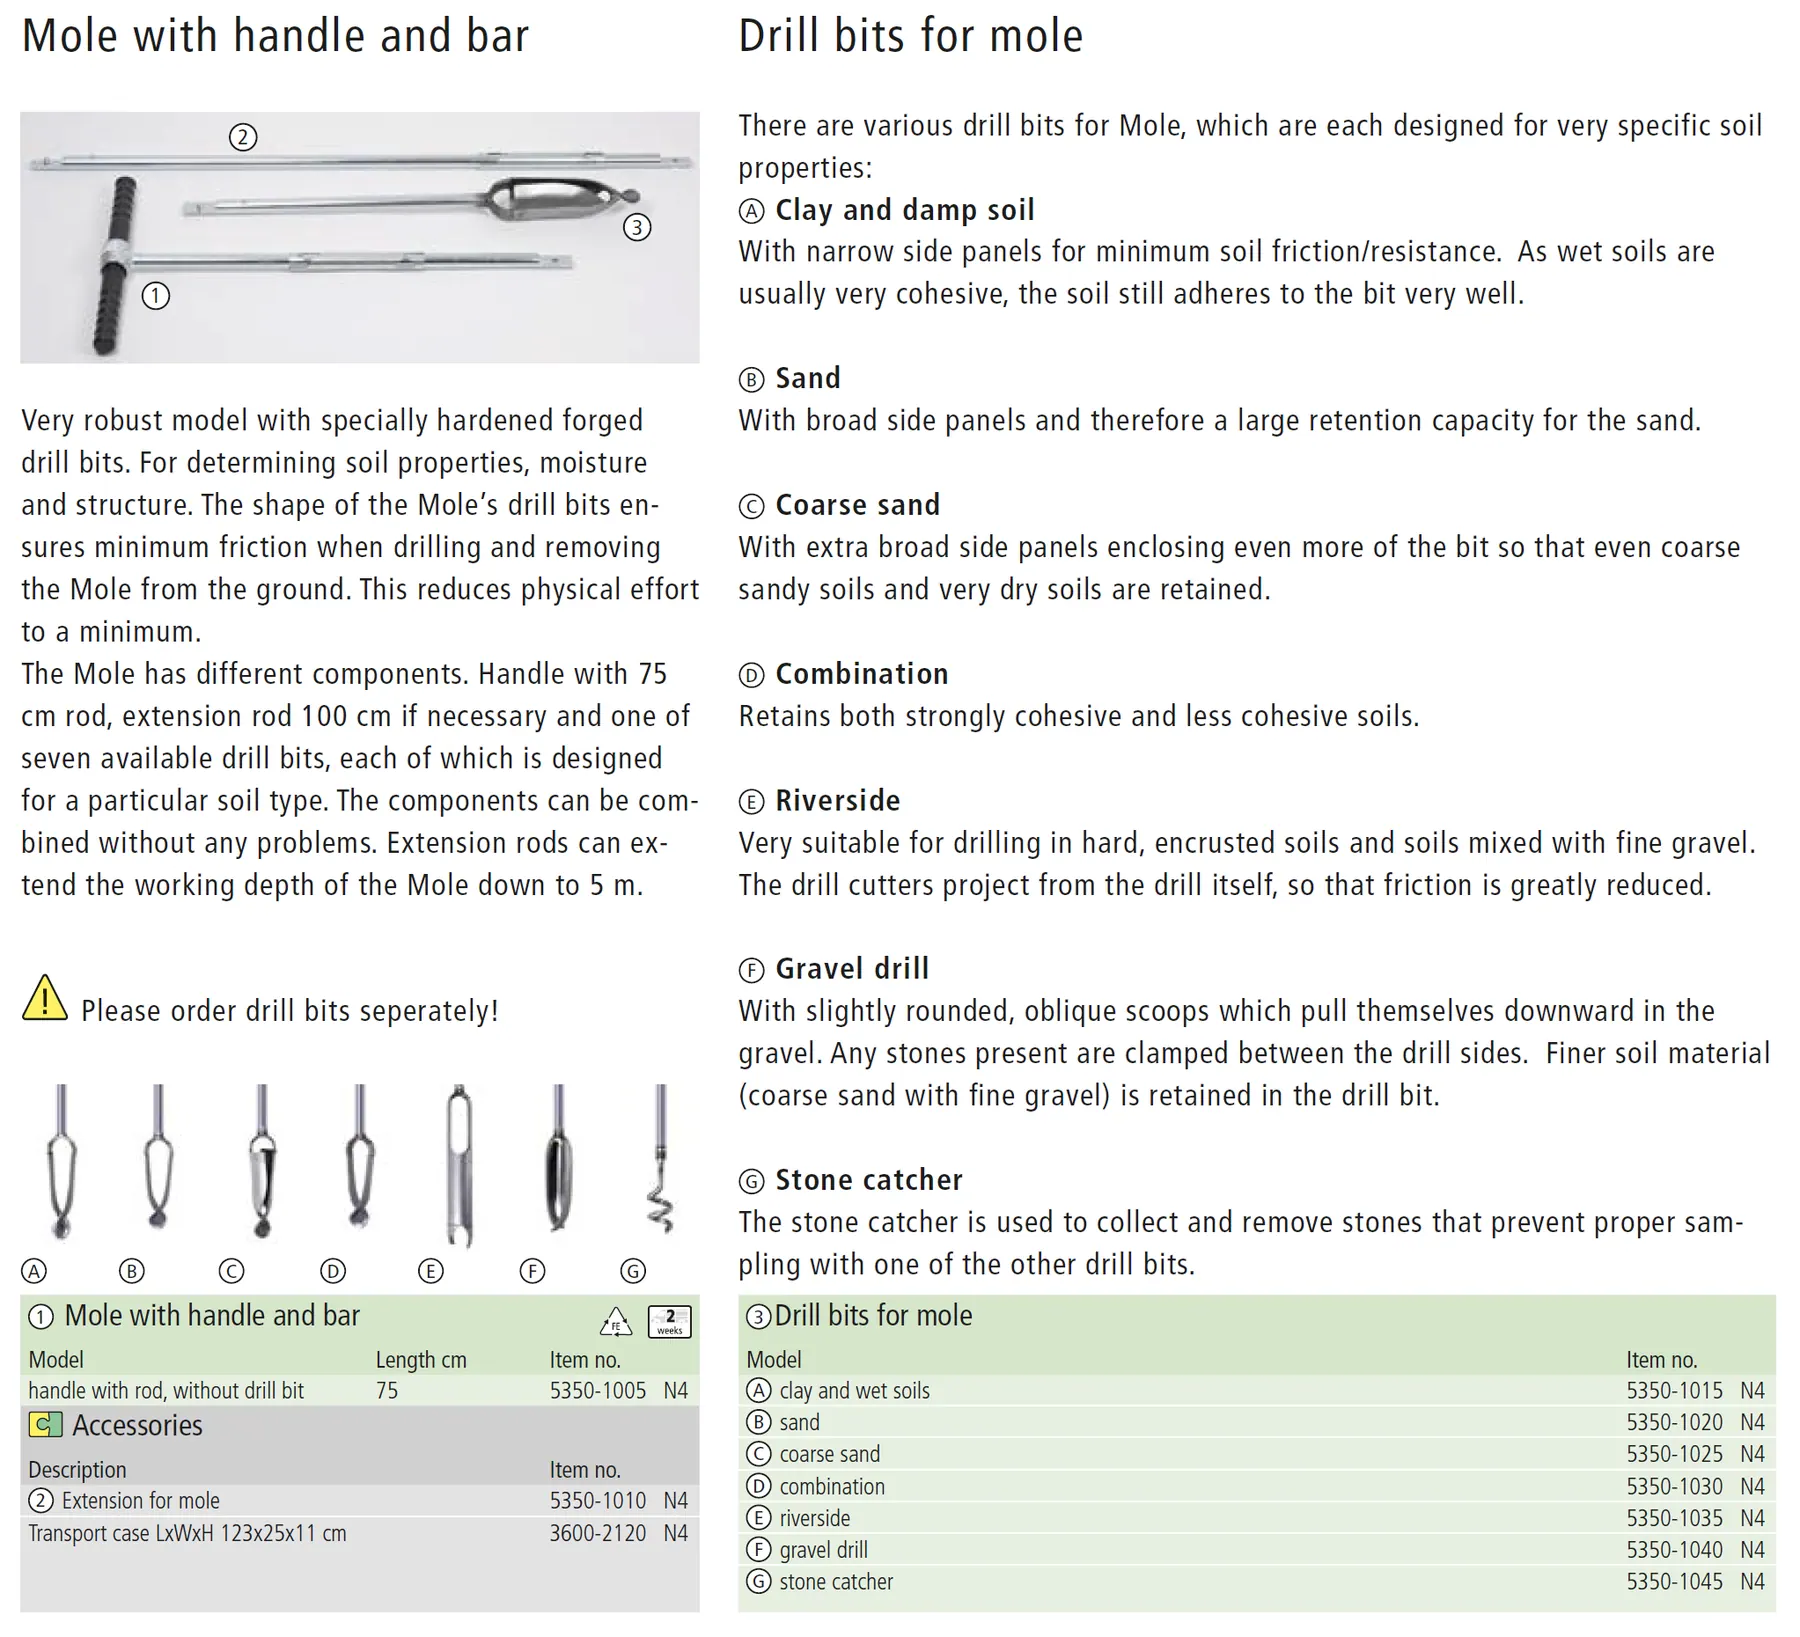 Mole with handle and bar
2
3
1
Very robust model with specially hardened forged
drill bits. For determining soil properties, moisture
and structure. The shape of the Mole‘s drill bits en-
sures minimum friction when drilling and removing
the Mole from the ground. This reduces physical effort
to a minimum.
The Mole has different components. Handle with 75
cm rod, extension rod 100 cm if necessary and one of
seven available drill bits, each of which is designed
for a particular soil type. The components can be com-
bined without any problems. Extension rods can ex-
tend the working depth of the Mole down to 5 m.
! Please order drill bits seperately!
A B C D E F G
1 Mole with handle and bar FE 2 weeks
Model Length cm Item no.
handle with rod, without drill bit 75 5350-1005 N4
C Accessories
Description Item no.
2 Extension for mole 5350-1010 N4
Transport case LxWxH 123x25x11 cm 3600-2120 N4
Drill bits for mole
There are various drill bits for Mole, which are each designed for very specific soil
properties:
A Clay and damp soil
With narrow side panels for minimum soil friction/resistance. As wet soils are
usually very cohesive, the soil still adheres to the bit very well.
B Sand
With broad side panels and therefore a large retention capacity for the sand.
C Coarse sand
With extra broad side panels enclosing even more of the bit so that even coarse
sandy soils and very dry soils are retained.
D Combination
Retains both strongly cohesive and less cohesive soils.
E Riverside
Very suitable for drilling in hard, encrusted soils and soils mixed with fine gravel.
The drill cutters project from the drill itself, so that friction is greatly reduced.
F Gravel drill
With slightly rounded, oblique scoops which pull themselves downward in the
gravel. Any stones present are clamped between the drill sides. Finer soil material
(coarse sand with fine gravel) is retained in the drill bit.
G Stone catcher
The stone catcher is used to collect and remove stones that prevent proper sam-
pling with one of the other drill bits.
3 Drill bits for mole
Model Item no.
A clay and wet soils 5350-1015 N4
B sand 5350-1020 N4
C coarse sand 5350-1025 N4
D combination 5350-1030 N4
E riverside 5350-1035 N4
F gravel drill 5350-1040 N4
G stone catcher 5350-1045 N4